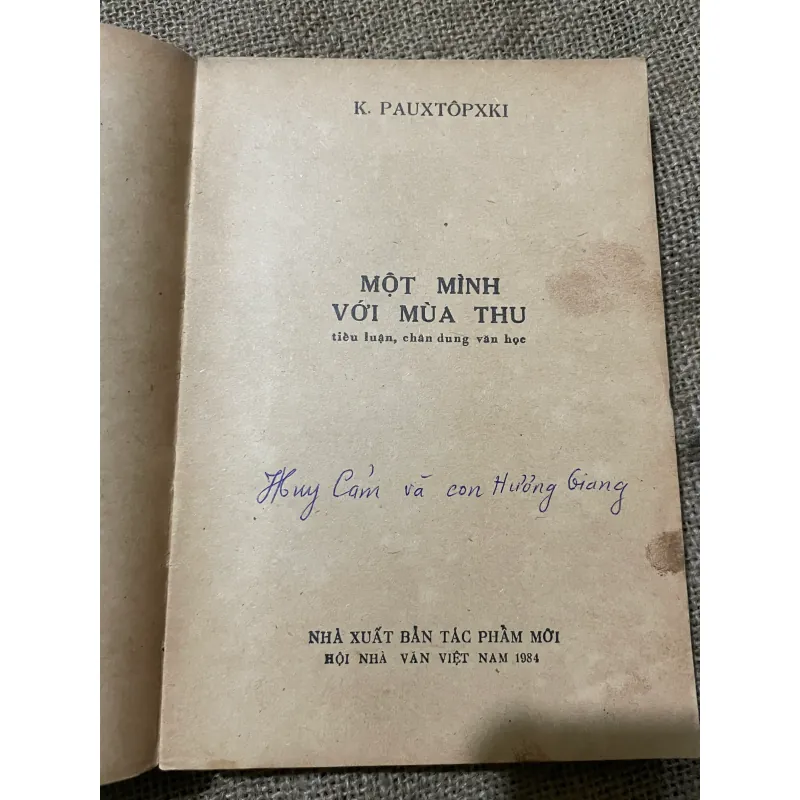 K. PAUXTÔPXKI
MỘT MÌNH
VỚI MÙA THU
tiểu luận, chân dung văn học
Huy Cẩm và con Hương Giang
NHÀ XUẤT BẢN TÁC PHẨM MỚI
HỘI NHÀ VĂN VIỆT NAM 1984